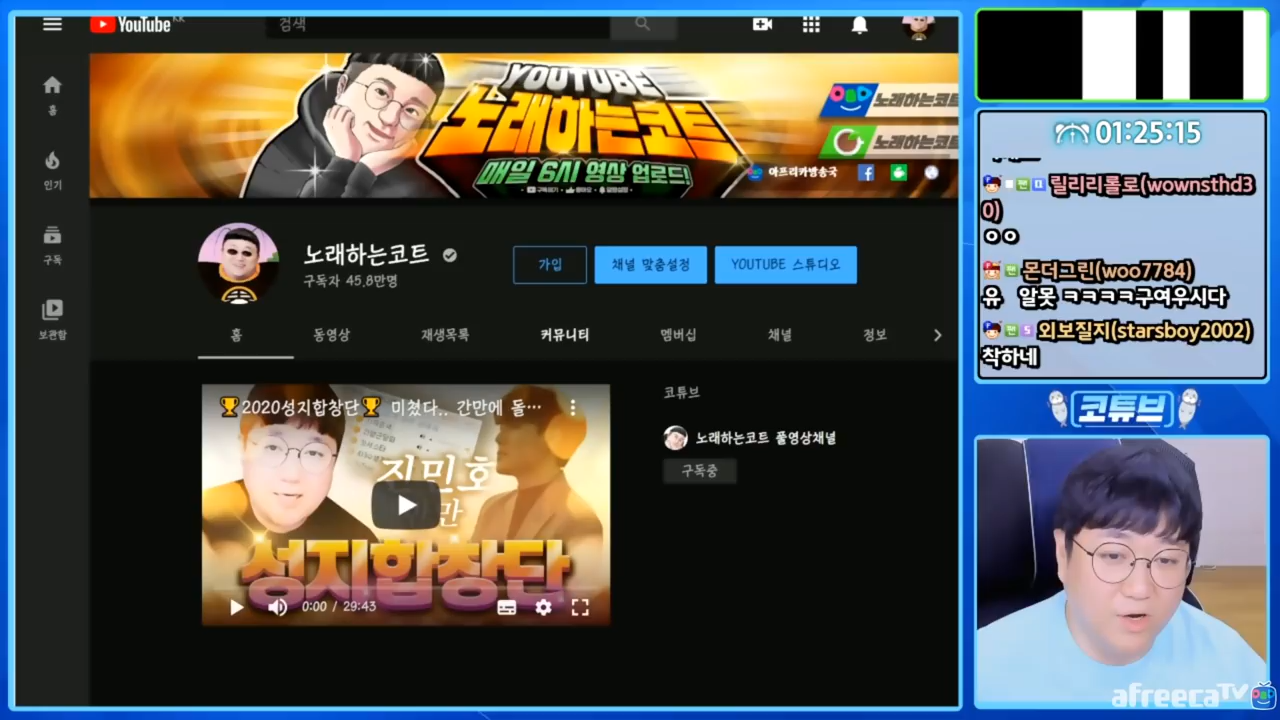 YouTube KR
검색
홈
인기
구독
보관함
YOUTUBE
노래하는코트
매일 6시 영상 업로드!
노래하는코트
노래하는코트
아프리카방송국
노래하는코트
구독자 45.8만명
가입
채널 맞춤설정
YOUTUBE 스튜디오
홈
동영상
재생목록
커뮤니티
멤버십
채널
정보
🏆2020성지합창단🏆 미쳤다.. 간만에 돌…
진민호
만
성지합창단
0:00 / 29:43
코튜브
노래하는코트 풀영상채널
구독중
01:25:15
팬 릴리리롤로(wownsthd3
0)
ㅇㅇ
팬 몬더그린(woo7784)
유 알못 ㅋㅋㅋㅋ구여우시다
팬 S 외보질지(starsboy2002)
착하네
코튜브
afreecaTV